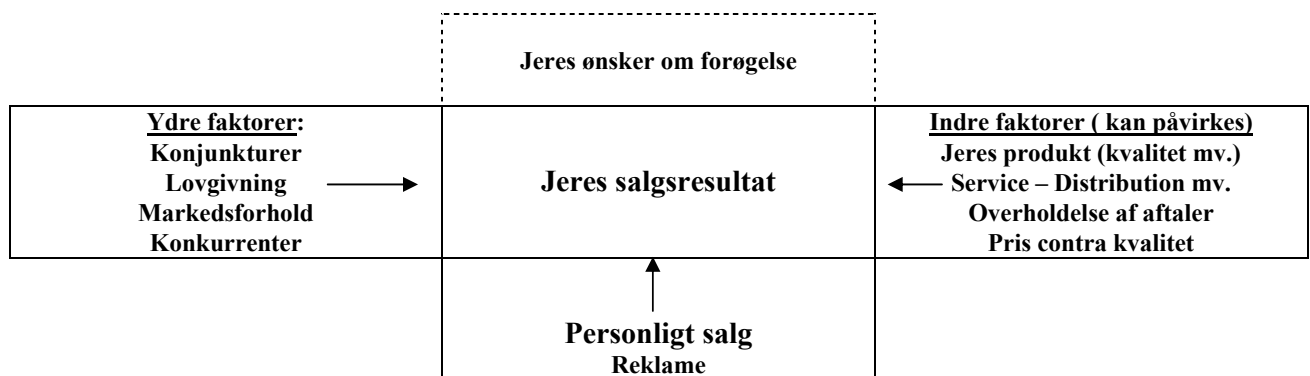 Jeres ønsker om forøgelse
Ydre faktorer:
Konjunkturer
Lovgivning
Markedsforhold
Konkurrenter
Jeres salgsresultat
Indre faktorer ( kan påvirkes)
Jeres produkt (kvalitet mv.)
Service – Distribution mv.
Overholdelse af aftaler
Pris contra kvalitet
Personligt salg
Reklame